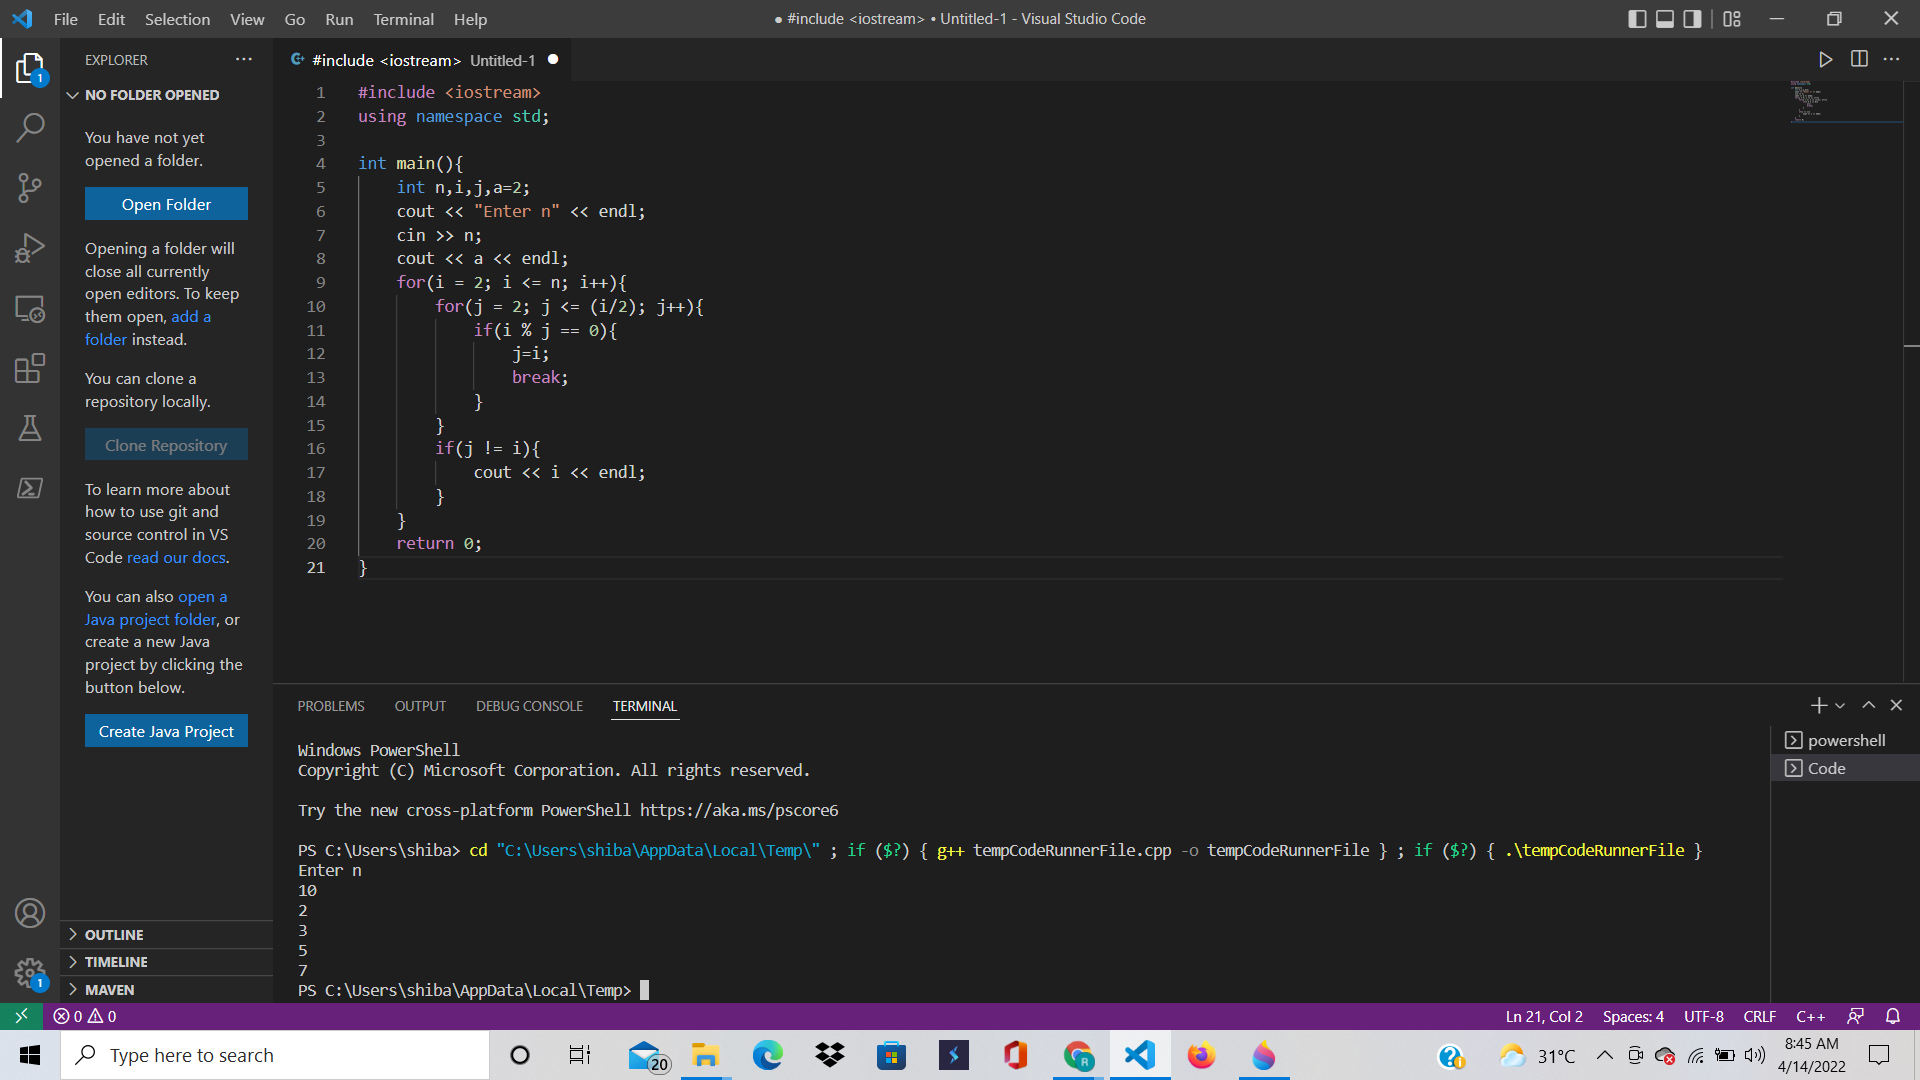 File Edit Selection View Go Run Terminal Help
● #include <iostream> • Untitled-1 - Visual Studio Code
EXPLORER ···
NO FOLDER OPENED
You have not yet
opened a folder.
Open Folder
Opening a folder will
close all currently
open editors. To keep
them open, add a
folder instead.
You can clone a
repository locally.
Clone Repository
To learn more about
how to use git and
source control in VS
Code read our docs.
You can also open a
Java project folder, or
create a new Java
project by clicking the
button below.
Create Java Project
OUTLINE
TIMELINE
MAVEN
1
1
#include <iostream> Untitled-1 ●
1 #include <iostream>
2 using namespace std;
3
4 int main(){
5     int n,i,j,a=2;
6     cout << "Enter n" << endl;
7     cin >> n;
8     cout << a << endl;
9     for(i = 2; i <= n; i++){
10         for(j = 2; j <= (i/2); j++){
11             if(i % j == 0){
12                 j=i;
13                 break;
14             }
15         }
16         if(j != i){
17             cout << i << endl;
18         }
19     }
20     return 0;
21 }
PROBLEMS OUTPUT DEBUG CONSOLE TERMINAL
Windows PowerShell
Copyright (C) Microsoft Corporation. All rights reserved.
Try the new cross-platform PowerShell https://aka.ms/pscore6
PS C:\Users\shiba> cd "C:\Users\shiba\AppData\Local\Temp\" ; if ($?) { g++ tempCodeRunnerFile.cpp -o tempCodeRunnerFile } ; if ($?) { .\tempCodeRunnerFile }
Enter n
10
2
3
5
7
PS C:\Users\shiba\AppData\Local\Temp>
powershell
Code
0 0
Ln 21, Col 2 Spaces: 4 UTF-8 CRLF C++
Type here to search
20
31°C
8:45 AM
4/14/2022